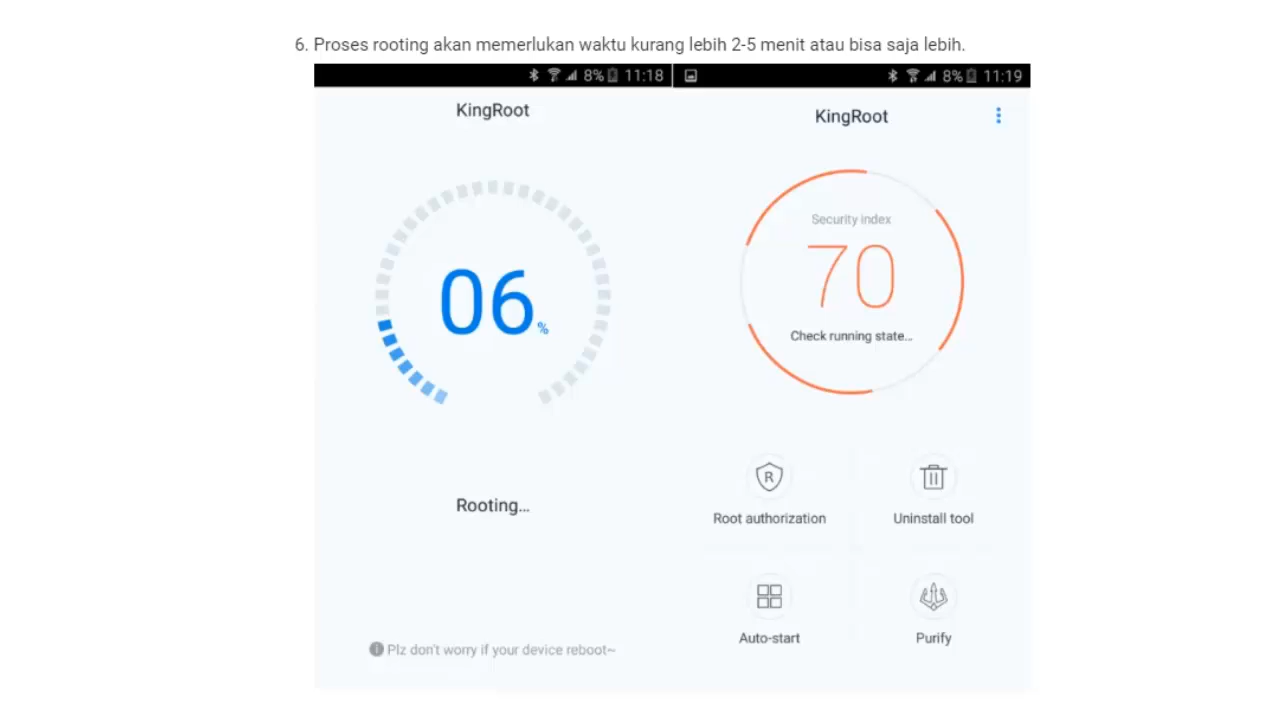 6. Proses rooting akan memerlukan waktu kurang lebih 2-5 menit atau bisa saja lebih.
8% 11:18
KingRoot
06%
Rooting...
Plz don't worry if your device reboot~
8% 11:19
KingRoot
Security index
70
Check running state...
R
Root authorization
Uninstall tool
Auto-start
Purify